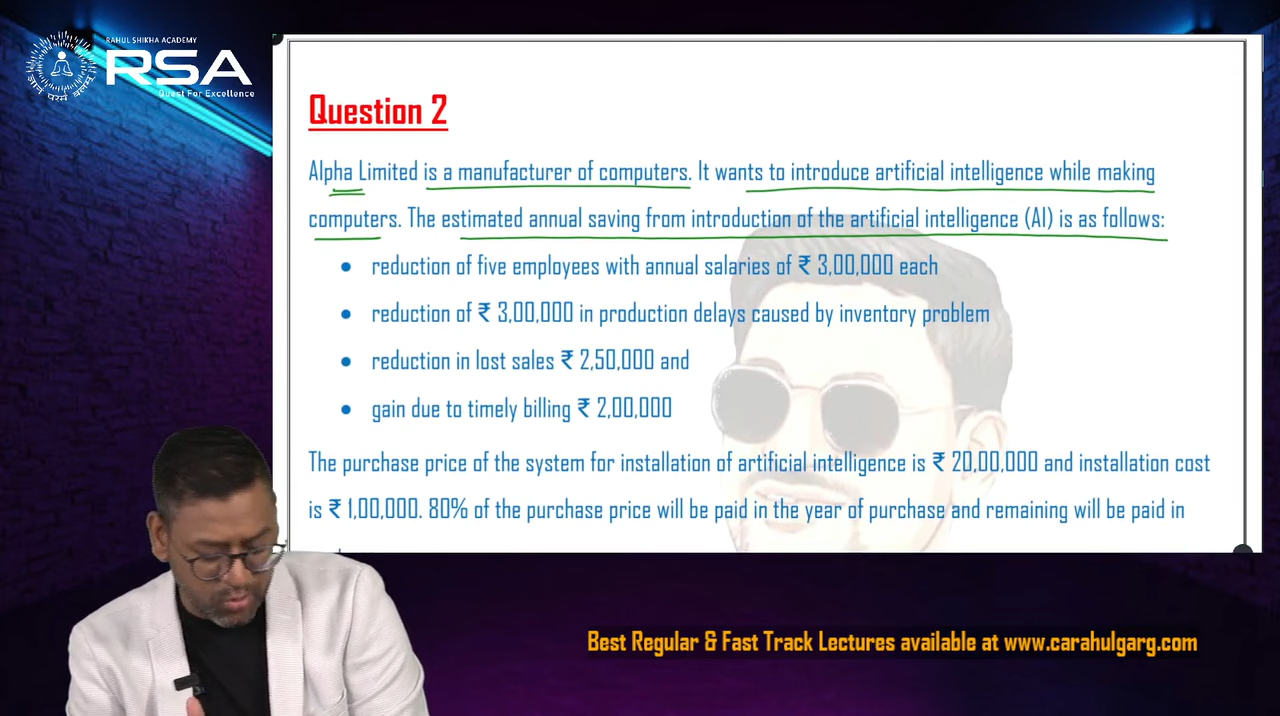 RAHUL SHIKHA ACADEMY
RSA
Quest For Excellence
ज्ञानं परमं बलम्
Question 2
Alpha Limited is a manufacturer of computers. It wants to introduce artificial intelligence while making
computers. The estimated annual saving from introduction of the artificial intelligence (AI) is as follows:
• reduction of five employees with annual salaries of ₹ 3,00,000 each
• reduction of ₹ 3,00,000 in production delays caused by inventory problem
• reduction in lost sales ₹ 2,50,000 and
• gain due to timely billing ₹ 2,00,000
The purchase price of the system for installation of artificial intelligence is ₹ 20,00,000 and installation cost
is ₹ 1,00,000. 80% of the purchase price will be paid in the year of purchase and remaining will be paid in
Best Regular & Fast Track Lectures available at www.carahulgarg.com